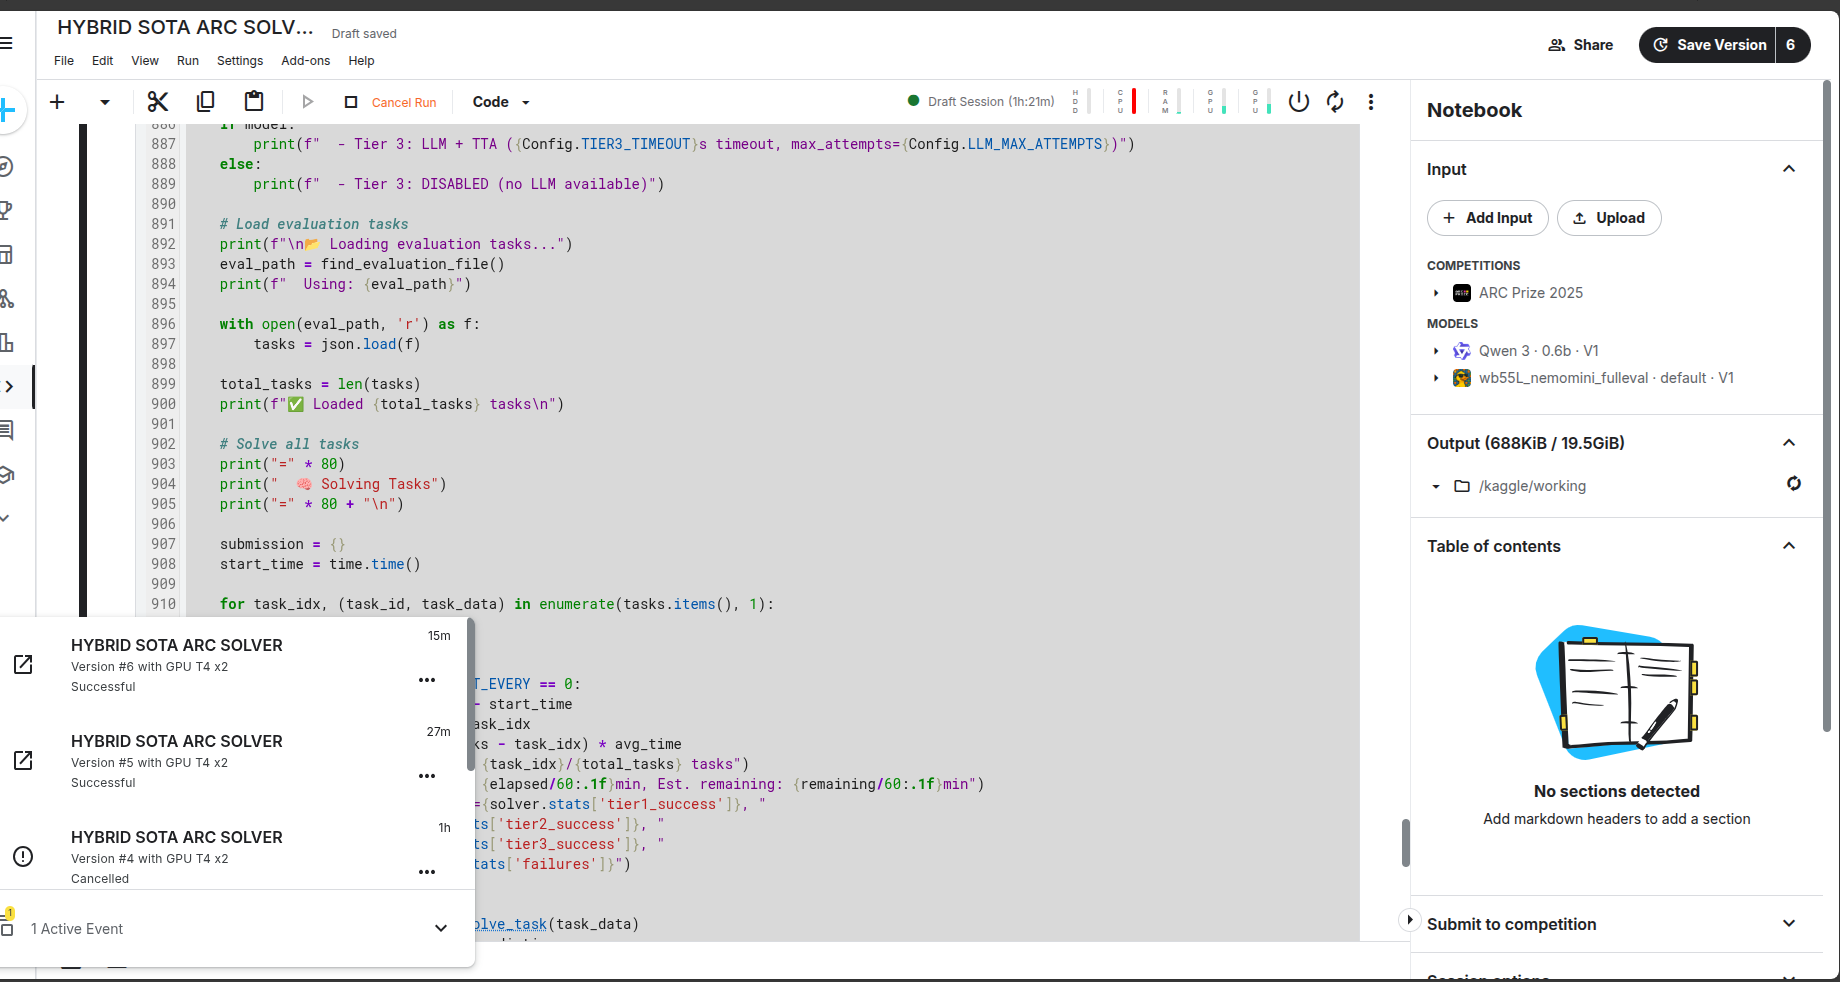 HYBRID SOTA ARC SOLV...
Draft saved
Share
Save Version
6
File
Edit
View
Run
Settings
Add-ons
Help
Cancel Run
Code
Draft Session (1h:21m)
HDD
CPU
RAM
GPU
GPU
886 if model:
887 print(f"  - Tier 3: LLM + TTA ({Config.TIER3_TIMEOUT}s timeout, max_attempts={Config.LLM_MAX_ATTEMPTS})")
888 else:
889 print(f"  - Tier 3: DISABLED (no LLM available)")
890
891 # Load evaluation tasks
892 print(f"\n📂 Loading evaluation tasks...")
893 eval_path = find_evaluation_file()
894 print(f"  Using: {eval_path}")
895
896 with open(eval_path, 'r') as f:
897 tasks = json.load(f)
898
899 total_tasks = len(tasks)
900 print(f"✅ Loaded {total_tasks} tasks\n")
901
902 # Solve all tasks
903 print("=" * 80)
904 print("  🧠 Solving Tasks")
905 print("=" * 80 + "\n")
906
907 submission = {}
908 start_time = time.time()
909
910 for task_idx, (task_id, task_data) in enumerate(tasks.items(), 1):
T_EVERY == 0:
- start_time
ask_idx
ks - task_idx) * avg_time
{task_idx}/{total_tasks} tasks")
{elapsed/60:.1f}min, Est. remaining: {remaining/60:.1f}min")
={solver.stats['tier1_success']}, "
ts['tier2_success']}, "
ts['tier3_success']}, "
tats['failures']}")
olve_task(task_data)
HYBRID SOTA ARC SOLVER
15m
Version #6 with GPU T4 x2
Successful
HYBRID SOTA ARC SOLVER
27m
Version #5 with GPU T4 x2
Successful
HYBRID SOTA ARC SOLVER
1h
Version #4 with GPU T4 x2
Cancelled
1
1 Active Event
Notebook
Input
Add Input
Upload
COMPETITIONS
ARC Prize 2025
MODELS
Qwen 3 · 0.6b · V1
wb55L_nemomini_fulleval · default · V1
Output (688KiB / 19.5GiB)
/kaggle/working
Table of contents
No sections detected
Add markdown headers to add a section
Submit to competition
Session options